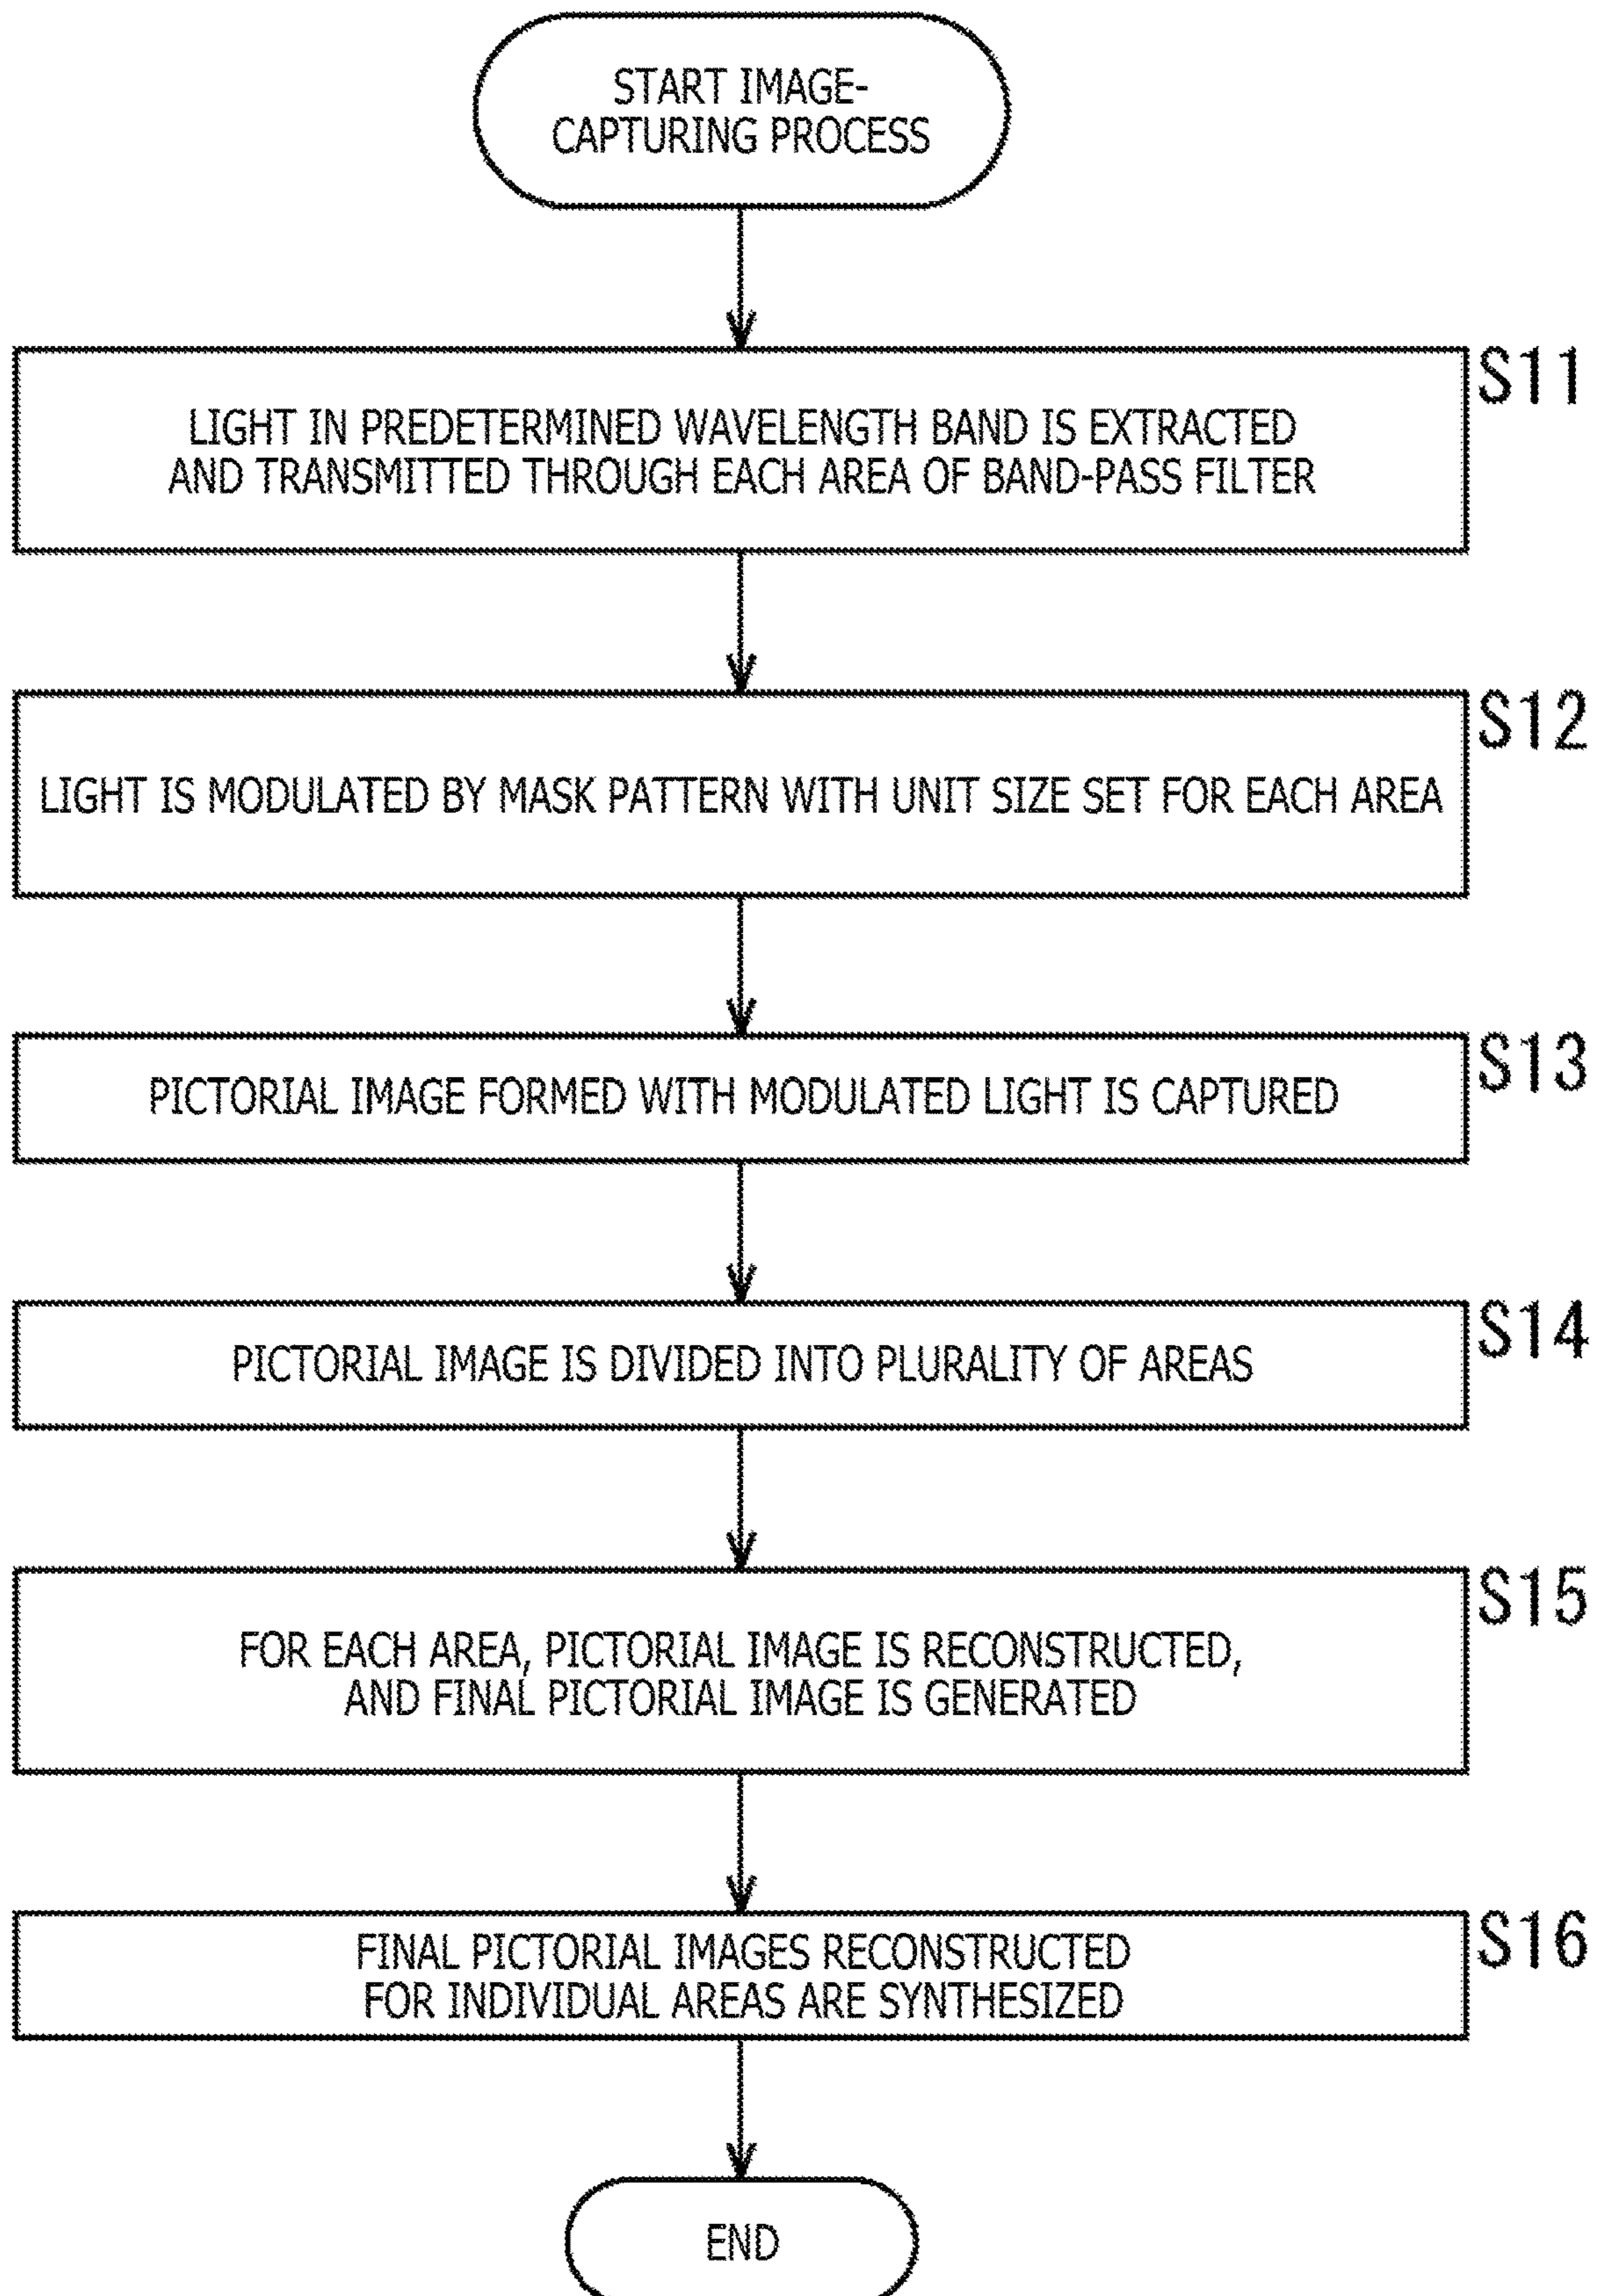 START IMAGE-
CAPTURING PROCESS
S11
LIGHT IN PREDETERMINED WAVELENGTH BAND IS EXTRACTED
AND TRANSMITTED THROUGH EACH AREA OF BAND-PASS FILTER
S12
LIGHT IS MODULATED BY MASK PATTERN WITH UNIT SIZE SET FOR EACH AREA
S13
PICTORIAL IMAGE FORMED WITH MODULATED LIGHT IS CAPTURED
S14
PICTORIAL IMAGE IS DIVIDED INTO PLURALITY OF AREAS
S15
FOR EACH AREA, PICTORIAL IMAGE IS RECONSTRUCTED,
AND FINAL PICTORIAL IMAGE IS GENERATED
S16
FINAL PICTORIAL IMAGES RECONSTRUCTED
FOR INDIVIDUAL AREAS ARE SYNTHESIZED
END